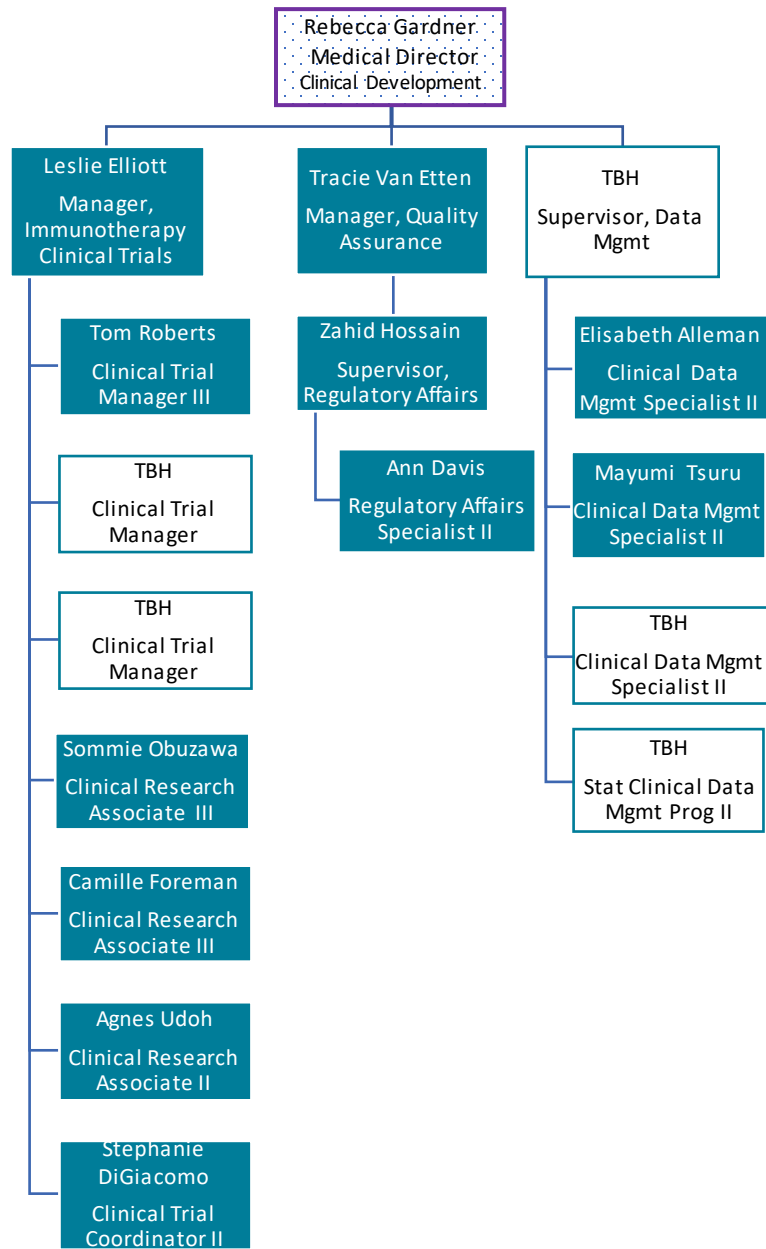 Rebecca Gardner
Medical Director
Clinical Development
Leslie Elliott
Manager,
Immunotherapy
Clinical Trials
Tom Roberts
Clinical Trial
Manager III
TBH
Clinical Trial
Manager
TBH
Clinical Trial
Manager
Sommie Obuzawa
Clinical Research
Associate III
Camille Foreman
Clinical Research
Associate III
Agnes Udoh
Clinical Research
Associate II
Stephanie
DiGiacomo
Clinical Trial
Coordinator II
Tracie Van Etten
Manager, Quality
Assurance
Zahid Hossain
Supervisor,
Regulatory Affairs
Ann Davis
Regulatory Affairs
Specialist II
TBH
Supervisor, Data
Mgmt
Elisabeth Alleman
Clinical Data
Mgmt Specialist II
Mayumi Tsuru
Clinical Data Mgmt
Specialist II
TBH
Clinical Data Mgmt
Specialist II
TBH
Stat Clinical Data
Mgmt Prog II